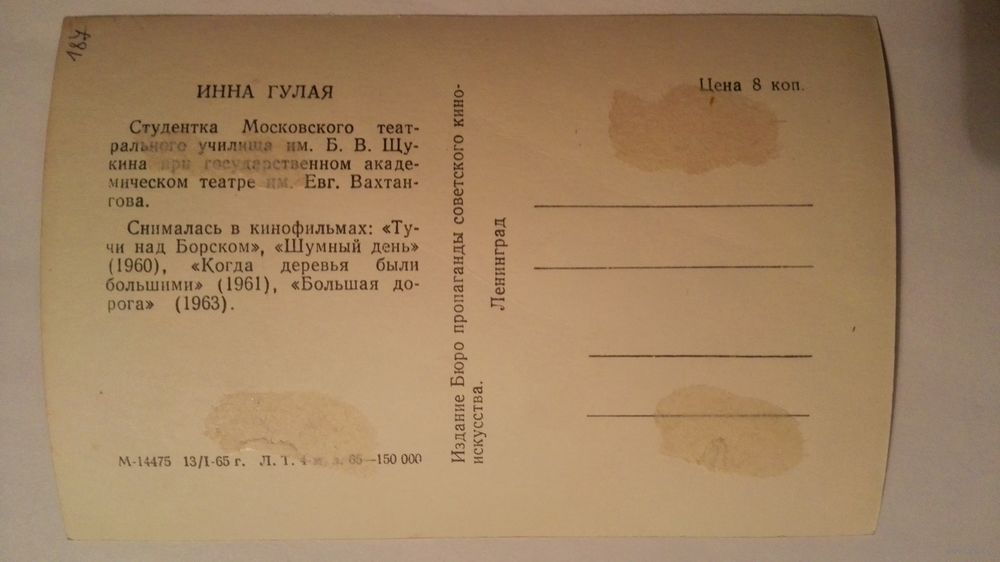 187
ИННА ГУЛАЯ
Студентка Московского теат-
рального училища им. Б. В. Щу-
кина при государственном акаде-
мическом театре им. Евг. Вахтан-
гова.
Снималась в кинофильмах: «Ту-
чи над Борском», «Шумный день»
(1960), «Когда деревья были
большими» (1961), «Большая до-
рога» (1963).
М-14475 13/I-65 г. Л. Т. 65—150 000
Издание Бюро пропаганды советского кино-
искусства.
Ленинград
Цена 8 коп.